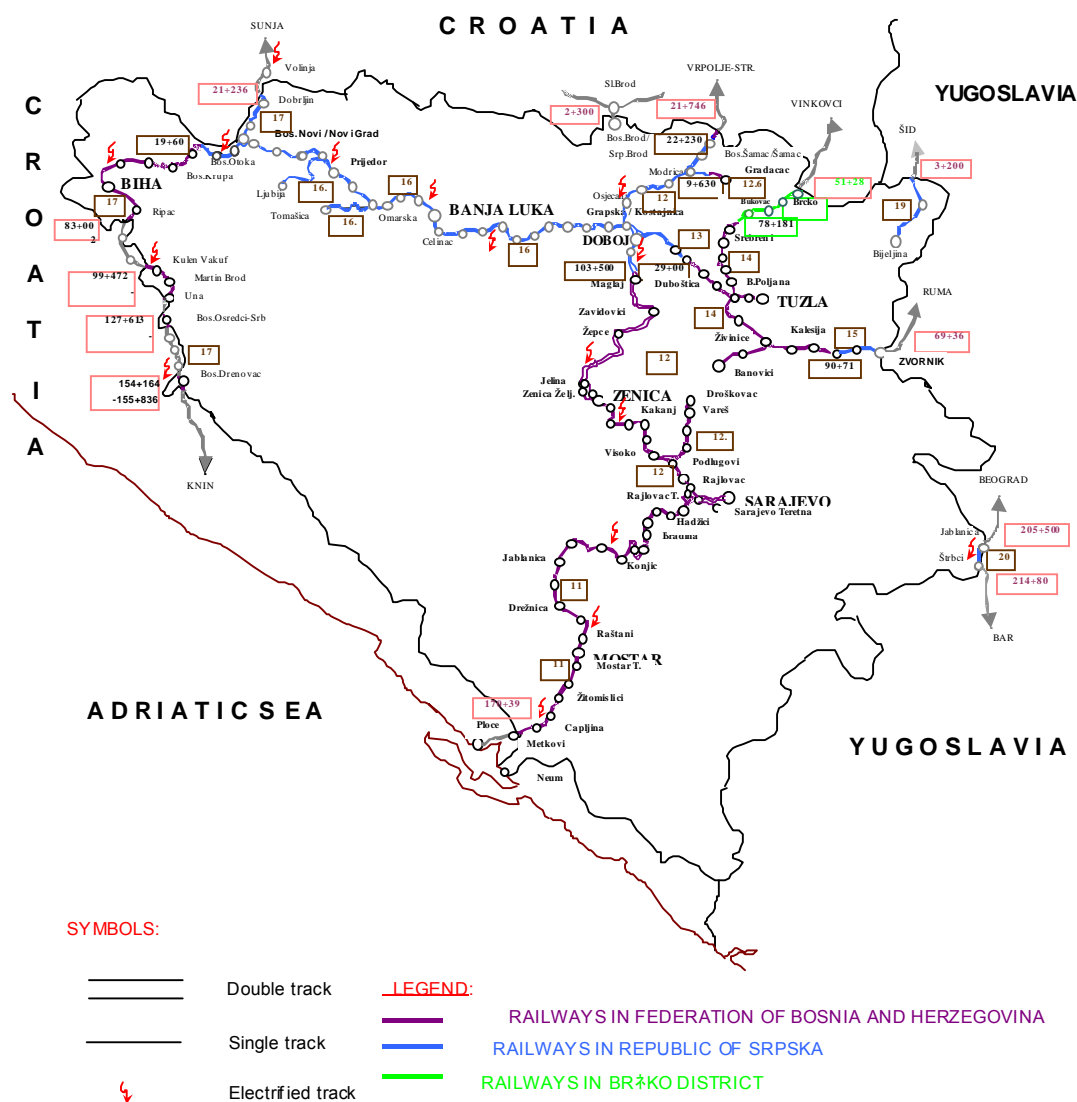 C R O A T I A
SUNJA
Volinja
21+236
Dobrljin
17
Bos.Novi / Novi Grad
19+60
Bos.Otoka
Bos.Krupa
BIHA
17
Ripac
83+00
2
Kulen Vakuf
Martin Brod
99+472
-
Una
Bos.Osredci-Srb
127+613
-
17
Bos.Drenovac
154+164
-155+836
KNIN
C R O A T I A
Prijedor
Ljubija
16.
Tomašica
16.
Omarska
16
BANJA LUKA
Celinac
16
Sl.Brod
2+300
Bos.Brod/
Srp.Brod
VRPOLJE-STR.
21+746
22+230
Bos.Šamac/Šamac
Modrica
Gradacac
9+630
12.6
12
Osjecan
Grapska / Kostajnica
DOBOJ
VINKOVCI
51+28
Brcko
Bukovac
78+181
Srebreni
YUGOSLAVIA
ŠID
3+200
19
Bijeljina
13
14
103+500
29+00
Maglaj
Duboštica
B.Poljana
TUZLA
14
Zavidovici
Žepce
Živinice
Kalesija
15
Banovici
90+71
RUMA
69+36
ZVORNIK
12
Jelina
Zenica Želj.
ZENICA
Droškovac
Kakanj
Vareš
Visoko
12.
Podlugovi
12
Rajlovac
Rajlovac T.
SARAJEVO
Sarajevo Teretna
Hadžici
Konjic
Jablanica
11
Drežnica
Raštani
MOSTAR
11
Mostar T.
Žitomislici
179+39
Ploce
Capljina
Metkovi
Neum
BEOGRAD
Jablanica
205+500
Štrbci
20
214+80
BAR
ADRIATIC SEA
YUGOSLAVIA
SYMBOLS:
Double track
Single track
Electrified track
LEGEND:
RAILWAYS IN FEDERATION OF BOSNIA AND HERZEGOVINA
RAILWAYS IN REPUBLIC OF SRPSKA
RAILWAYS IN BRKO DISTRICT